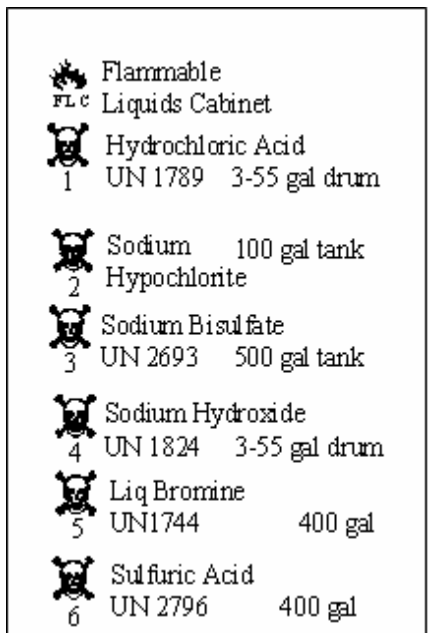 Flammable
FL C Liquids Cabinet
Hydrochloric Acid
1 UN 1789 3-55 gal drum
Sodium 100 gal tank
2 Hypochlorite
Sodium Bisulfate
3 UN 2693 500 gal tank
Sodium Hydroxide
4 UN 1824 3-55 gal drum
Liq Bromine
5 UN1744 400 gal
Sulfuric Acid
6 UN 2796 400 gal